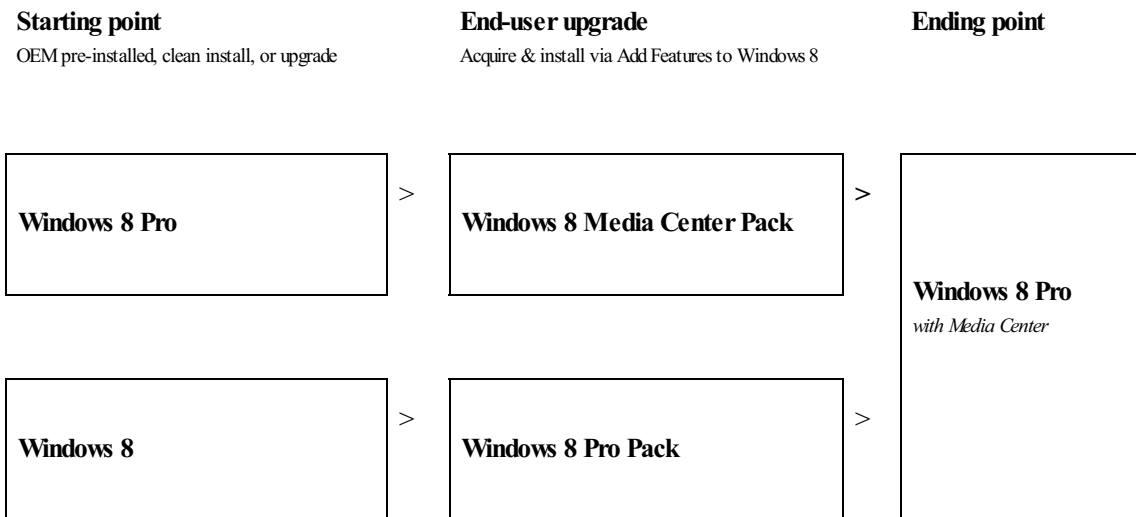 Starting point
OEM pre-installed, clean install, or upgrade
End-user upgrade
Acquire & install via Add Features to Windows 8
Ending point
Windows 8 Pro
>
Windows 8 Media Center Pack
>
Windows 8 Pro
with Media Center
Windows 8
>
Windows 8 Pro Pack
>